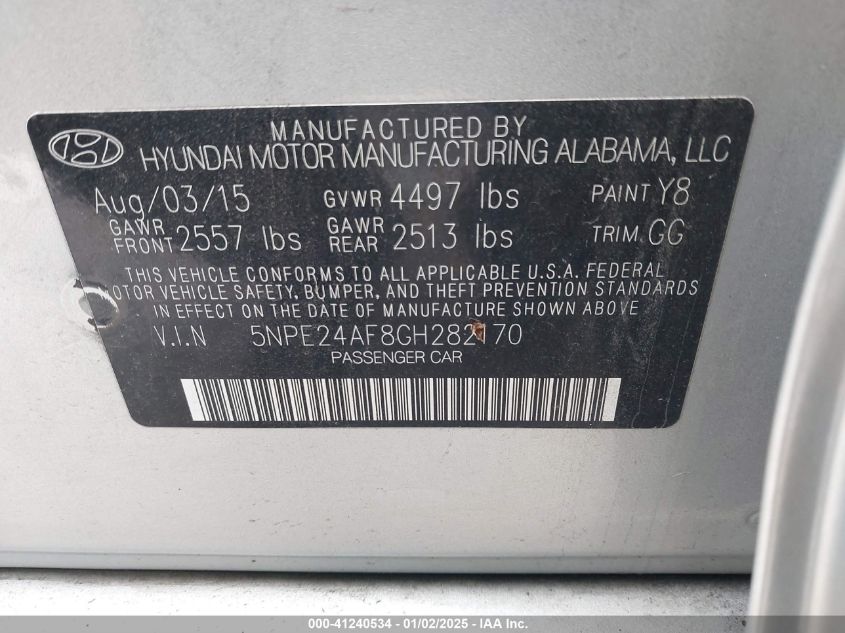 MANUFACTURED BY
HYUNDAI MOTOR MANUFACTURING ALABAMA, LLC
Aug/03/15 GVWR 4497 lbs PAINT Y8
GAWR FRONT 2557 lbs GAWR REAR 2513 lbs TRIM GG
THIS VEHICLE CONFORMS TO ALL APPLICABLE U.S.A. FEDERAL
MOTOR VEHICLE SAFETY, BUMPER, AND THEFT PREVENTION STANDARDS
IN EFFECT ON THE DATE OF MANUFACTURE SHOWN ABOVE
V.I.N 5NPE24AF8GH282170
PASSENGER CAR
000-41240534 - 01/02/2025 - IAA Inc.